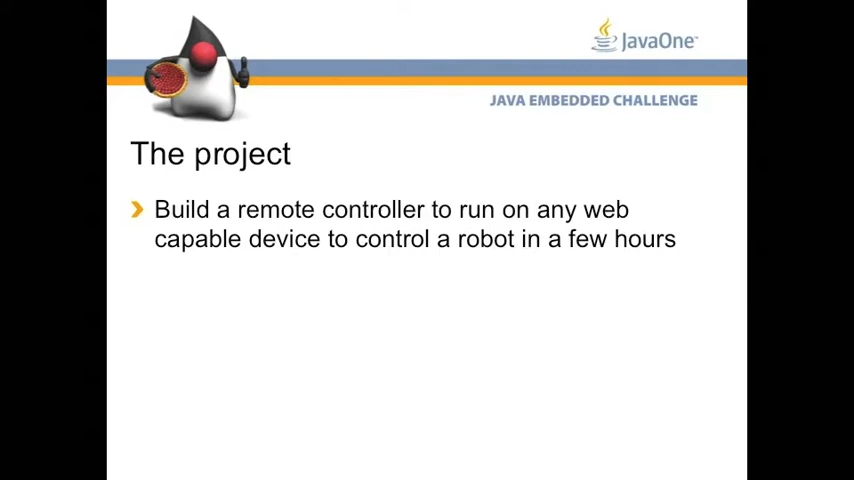 JavaOne™
JAVA EMBEDDED CHALLENGE
The project
Build a remote controller to run on any web
capable device to control a robot in a few hours